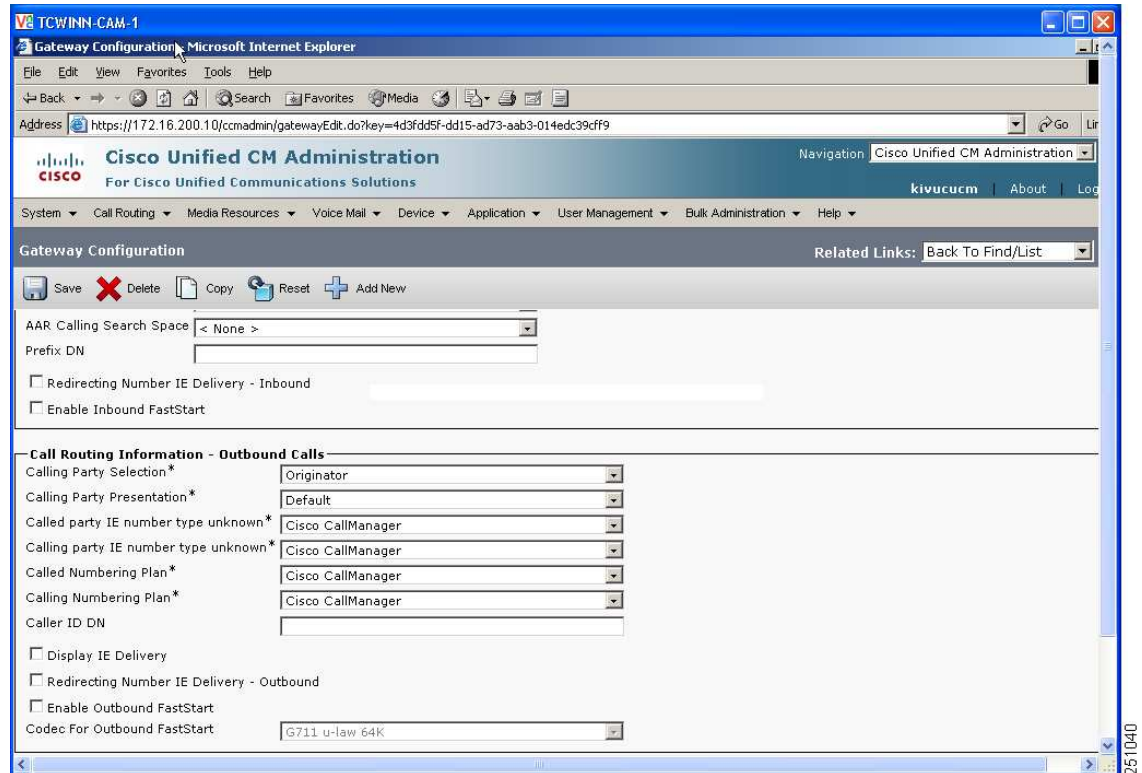 TCWINN-CAM-1
Gateway Configuration - Microsoft Internet Explorer
File Edit View Favorites Tools Help
Back Search Favorites Media
Address https://172.16.200.10/ccmadmin/gatewayEdit.do?key=4d3fdd5f-dd15-ad73-aab3-014edc39cff9 Go Lin
cisco
Cisco Unified CM Administration
For Cisco Unified Communications Solutions
Navigation Cisco Unified CM Administration
kivucucm | About | Log
System Call Routing Media Resources Voice Mail Device Application User Management Bulk Administration Help
Gateway Configuration
Related Links: Back To Find/List
Save Delete Copy Reset Add New
AAR Calling Search Space < None >
Prefix DN
Redirecting Number IE Delivery - Inbound
Enable Inbound FastStart
Call Routing Information - Outbound Calls
Calling Party Selection* Originator
Calling Party Presentation* Default
Called party IE number type unknown* Cisco CallManager
Calling party IE number type unknown* Cisco CallManager
Called Numbering Plan* Cisco CallManager
Calling Numbering Plan* Cisco CallManager
Caller ID DN
Display IE Delivery
Redirecting Number IE Delivery - Outbound
Enable Outbound FastStart
Codec For Outbound FastStart G711 u-law 64K
251040